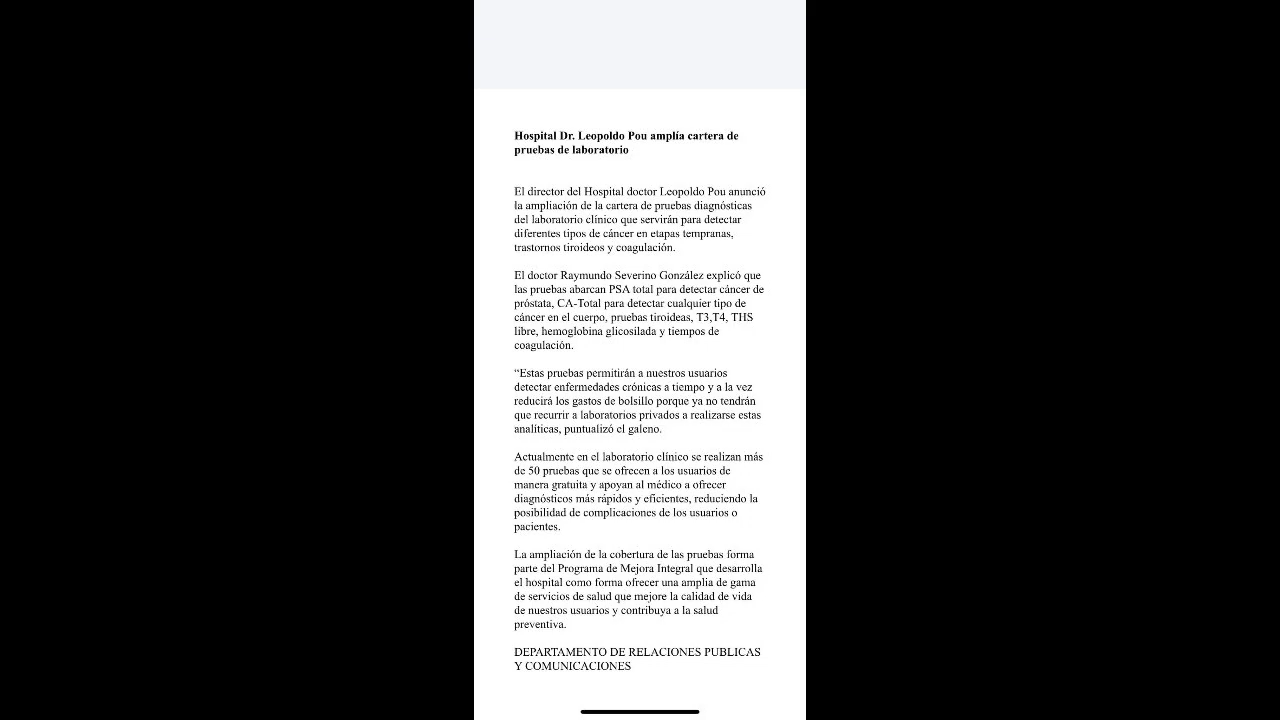 Hospital Dr. Leopoldo Pou amplía cartera de
pruebas de laboratorio
El director del Hospital doctor Leopoldo Pou anunció
la ampliación de la cartera de pruebas diagnósticas
del laboratorio clínico que servirán para detectar
diferentes tipos de cáncer en etapas tempranas,
trastornos tiroideos y coagulación.
El doctor Raymundo Severino González explicó que
las pruebas abarcan PSA total para detectar cáncer de
próstata, CA-Total para detectar cualquier tipo de
cáncer en el cuerpo, pruebas tiroideas, T3,T4, THS
libre, hemoglobina glicosilada y tiempos de
coagulación.
“Estas pruebas permitirán a nuestros usuarios
detectar enfermedades crónicas a tiempo y a la vez
reducirá los gastos de bolsillo porque ya no tendrán
que recurrir a laboratorios privados a realizarse estas
analíticas, puntualizó el galeno.
Actualmente en el laboratorio clínico se realizan más
de 50 pruebas que se ofrecen a los usuarios de
manera gratuita y apoyan al médico a ofrecer
diagnósticos más rápidos y eficientes, reduciendo la
posibilidad de complicaciones de los usuarios o
pacientes.
La ampliación de la cobertura de las pruebas forma
parte del Programa de Mejora Integral que desarrolla
el hospital como forma ofrecer una amplia de gama
de servicios de salud que mejore la calidad de vida
de nuestros usuarios y contribuya a la salud
preventiva.
DEPARTAMENTO DE RELACIONES PUBLICAS
Y COMUNICACIONES